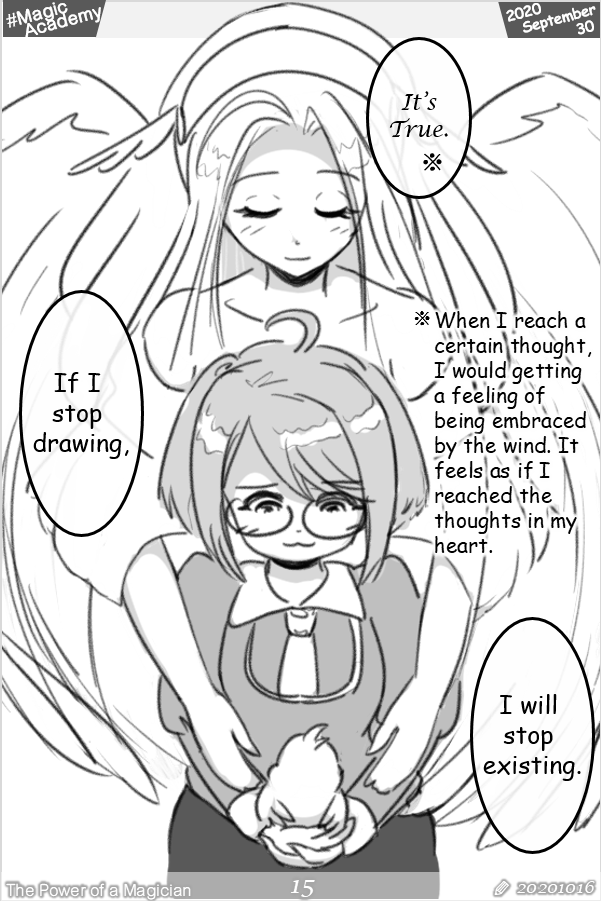 #Magic
Academy
2020
September
30
It's
True.
※
※ When I reach a
certain thought,
I would getting
a feeling of
being embraced
by the wind. It
feels as if I
reached the
thoughts in my
heart.
If I
stop
drawing,
I will
stop
existing.
The Power of a Magician
15
20201016